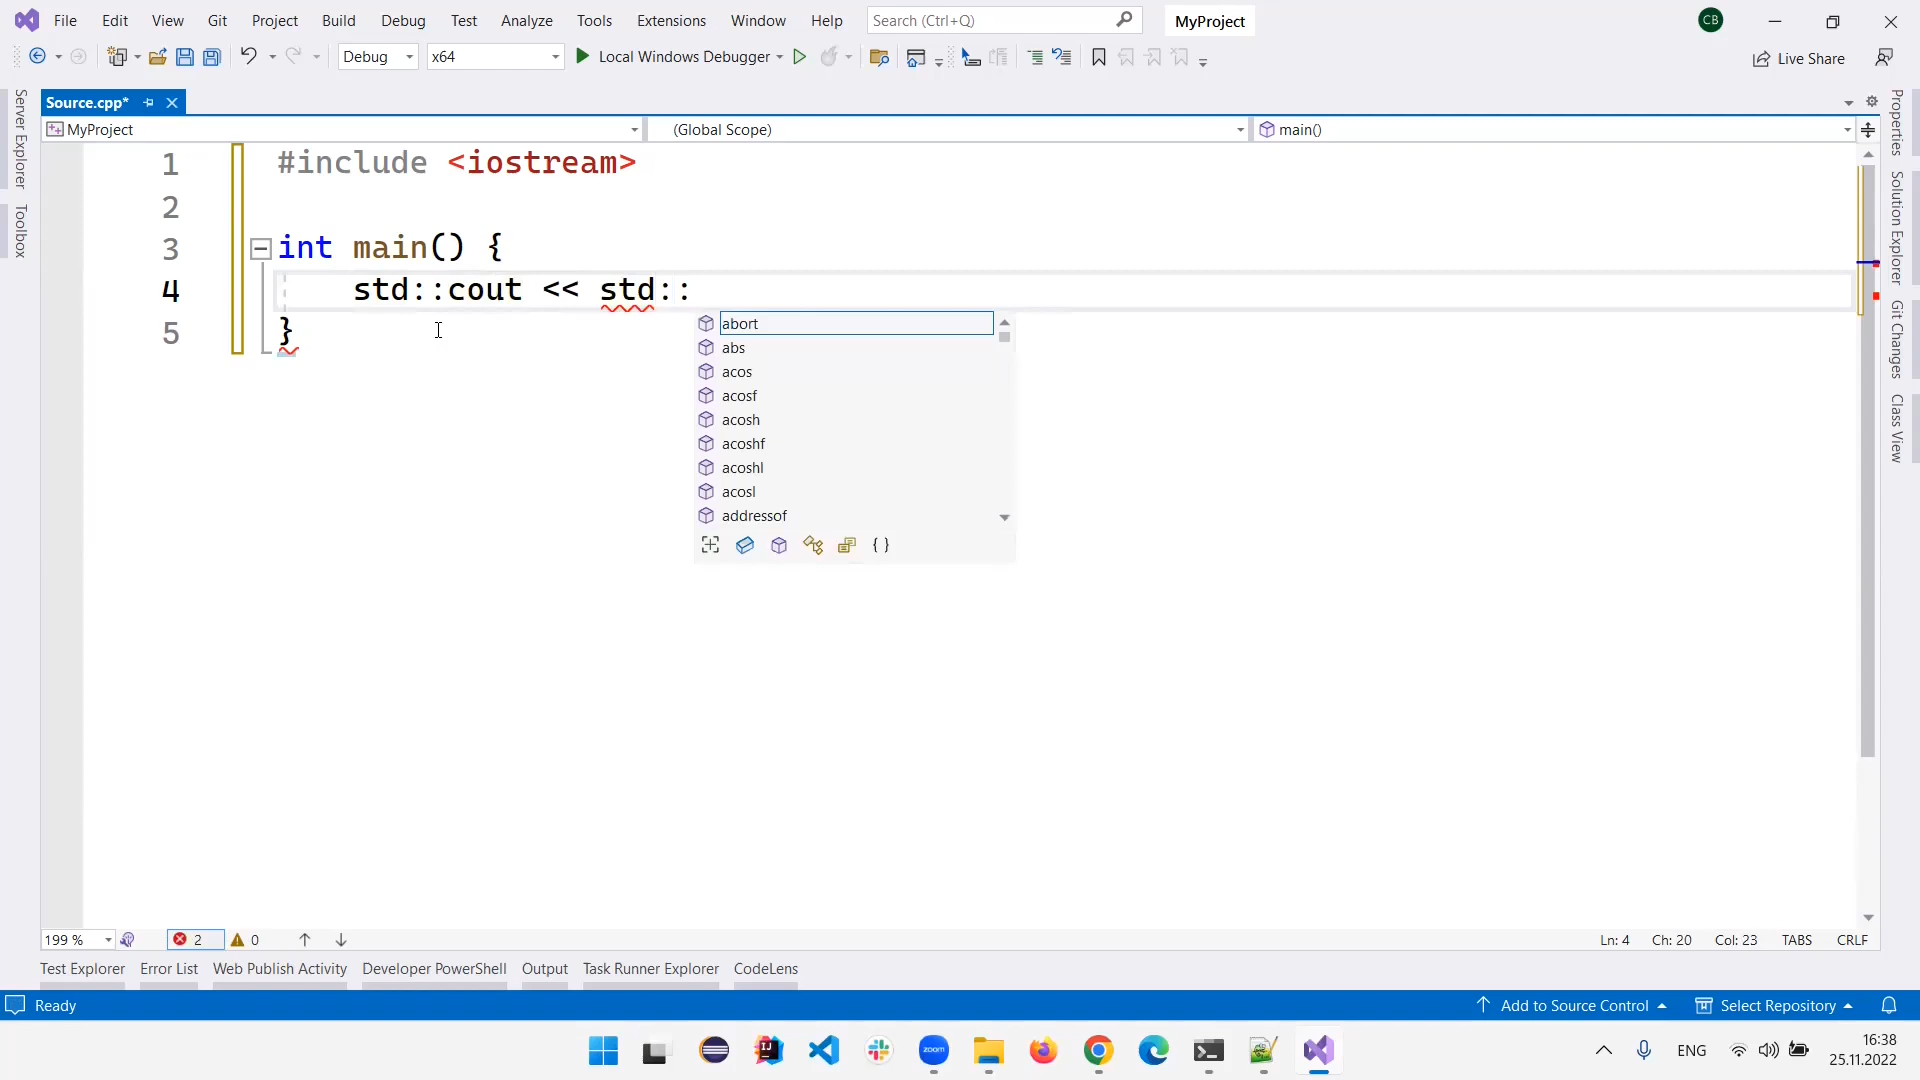 File Edit View Git Project Build Debug Test Analyze Tools Extensions Window Help Search (Ctrl+Q) MyProject CB
Debug x64 Local Windows Debugger Live Share
Server Explorer
Toolbox
Source.cpp*
MyProject (Global Scope) main()
1 #include <iostream>
2
3 int main() {
4 std::cout << std::
5 }
abort
abs
acos
acosf
acosh
acoshf
acoshl
acosl
addressof
{ }
Properties
Solution Explorer
Git Changes
Class View
199 % 2 0 Ln: 4 Ch: 20 Col: 23 TABS CRLF
Test Explorer Error List Web Publish Activity Developer PowerShell Output Task Runner Explorer CodeLens
Ready Add to Source Control Select Repository
zoom IJ ENG 16:38
25.11.2022